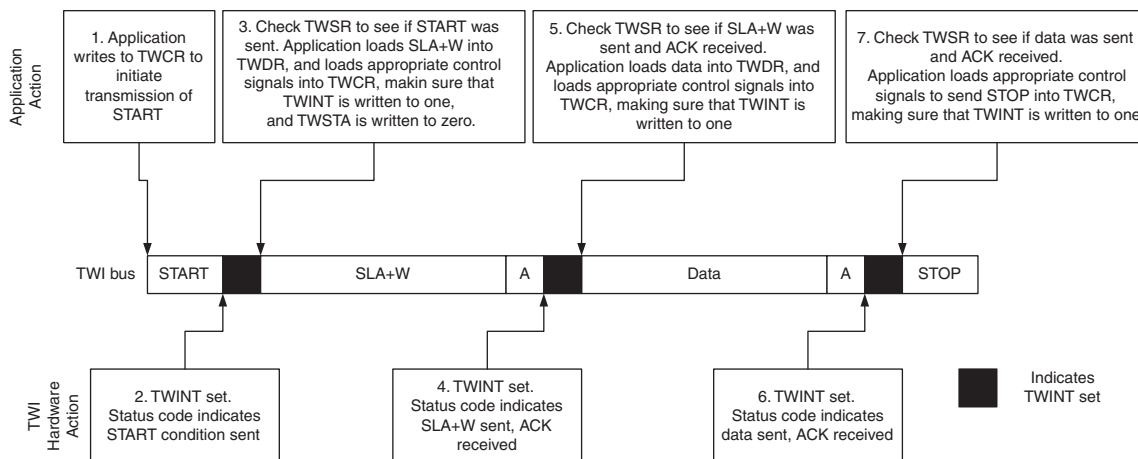 Application
Action
1. Application
writes to TWCR to
initiate
transmission of
START
3. Check TWSR to see if START was
sent. Application loads SLA+W into
TWDR, and loads appropriate control
signals into TWCR, makin sure that
TWINT is written to one,
and TWSTA is written to zero.
5. Check TWSR to see if SLA+W was
sent and ACK received.
Application loads data into TWDR, and
loads appropriate control signals into
TWCR, making sure that TWINT is
written to one
7. Check TWSR to see if data was sent
and ACK received.
Application loads appropriate control
signals to send STOP into TWCR,
making sure that TWINT is written to one
TWI bus
START
SLA+W
A
Data
A
STOP
TWI
Hardware
Action
2. TWINT set.
Status code indicates
START condition sent
4. TWINT set.
Status code indicates
SLA+W sent, ACK
received
6. TWINT set.
Status code indicates
data sent, ACK received
Indicates
TWINT set